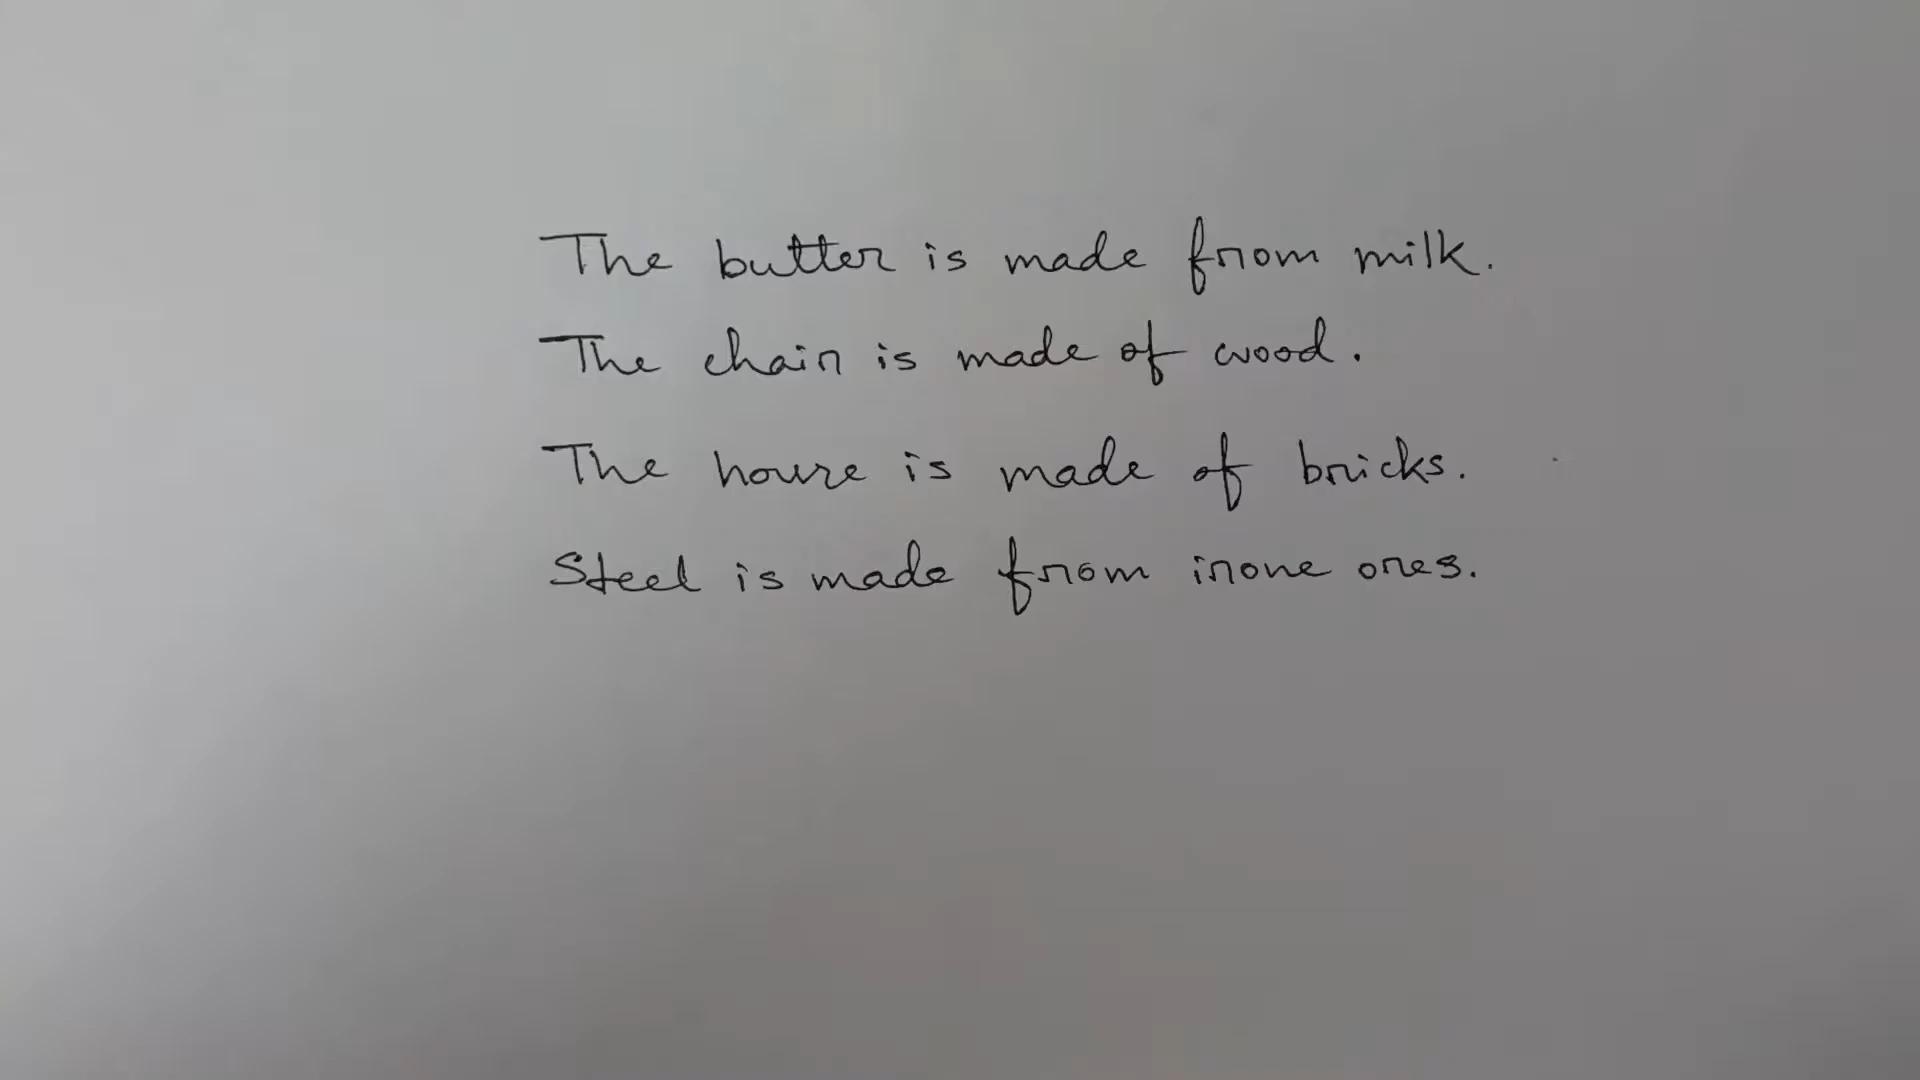 The butter is made from milk.
The chair is made of wood.
The house is made of bricks.
Steel is made from irone ores.